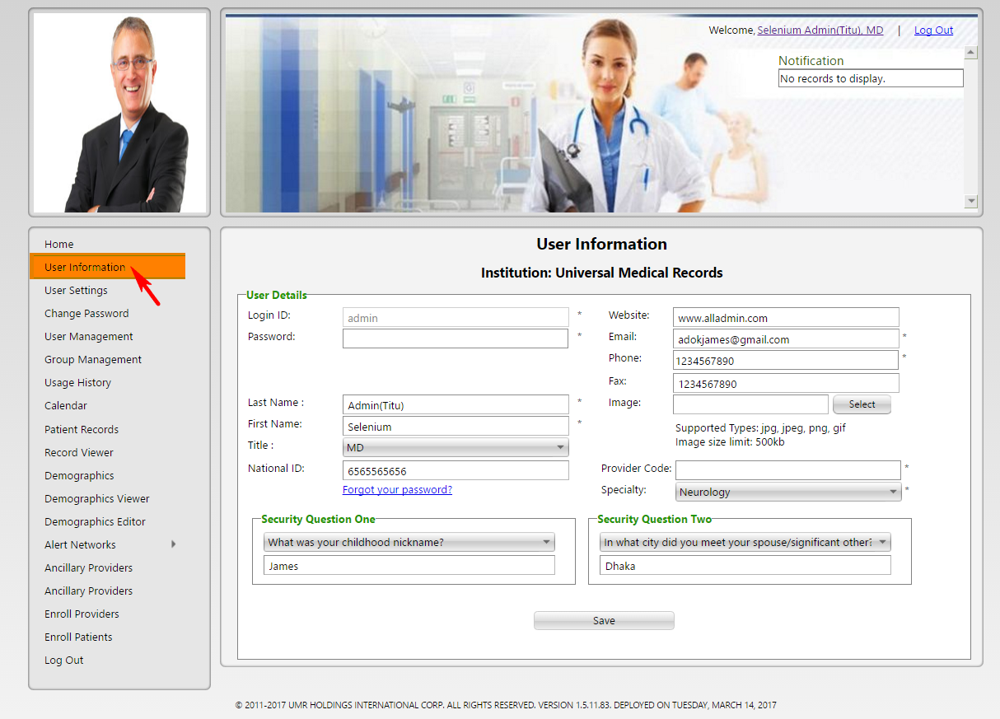 Welcome, Selenium Admin(Titu), MD | Log Out
Notification
No records to display.
Home
User Information
User Settings
Change Password
User Management
Group Management
Usage History
Calendar
Patient Records
Record Viewer
Demographics
Demographics Viewer
Demographics Editor
Alert Networks
Ancillary Providers
Ancillary Providers
Enroll Providers
Enroll Patients
Log Out
User Information
Institution: Universal Medical Records
User Details
Login ID: admin *
Password: *
Last Name : Admin(Titu) *
First Name: Selenium *
Title : MD
National ID: 6565565656
Forgot your password?
Website: www.alladmin.com
Email: adokjames@gmail.com *
Phone: 1234567890 *
Fax: 1234567890
Image: Select
Supported Types: jpg, jpeg, png, gif
Image size limit: 500kb
Provider Code: *
Specialty: Neurology *
Security Question One
What was your childhood nickname?
James
Security Question Two
In what city did you meet your spouse/significant other?
Dhaka
Save
© 2011-2017 UMR HOLDINGS INTERNATIONAL CORP. ALL RIGHTS RESERVED. VERSION 1.5.11.83. DEPLOYED ON TUESDAY, MARCH 14, 2017